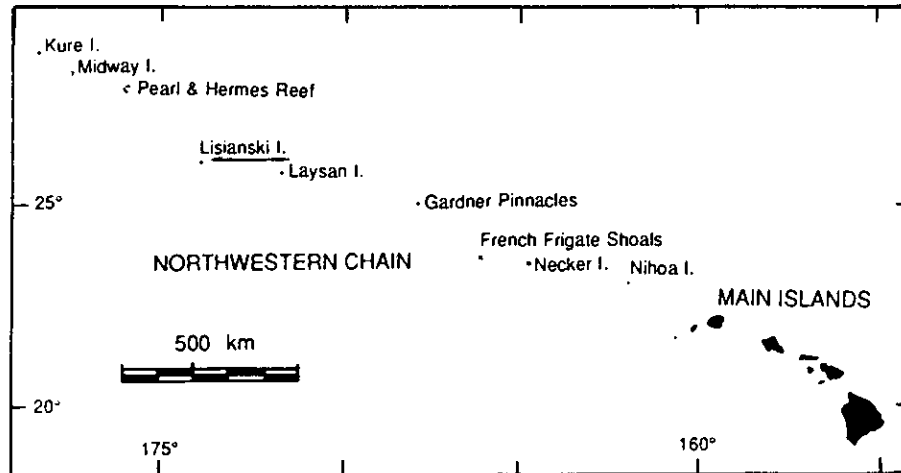 Kure I.
Midway I.
Pearl & Hermes Reef
Lisianski I.
Laysan I.
25°
Gardner Pinnacles
French Frigate Shoals
NORTHWESTERN CHAIN
Necker I.
Nihoa I.
MAIN ISLANDS
500 km
20°
175°
160°